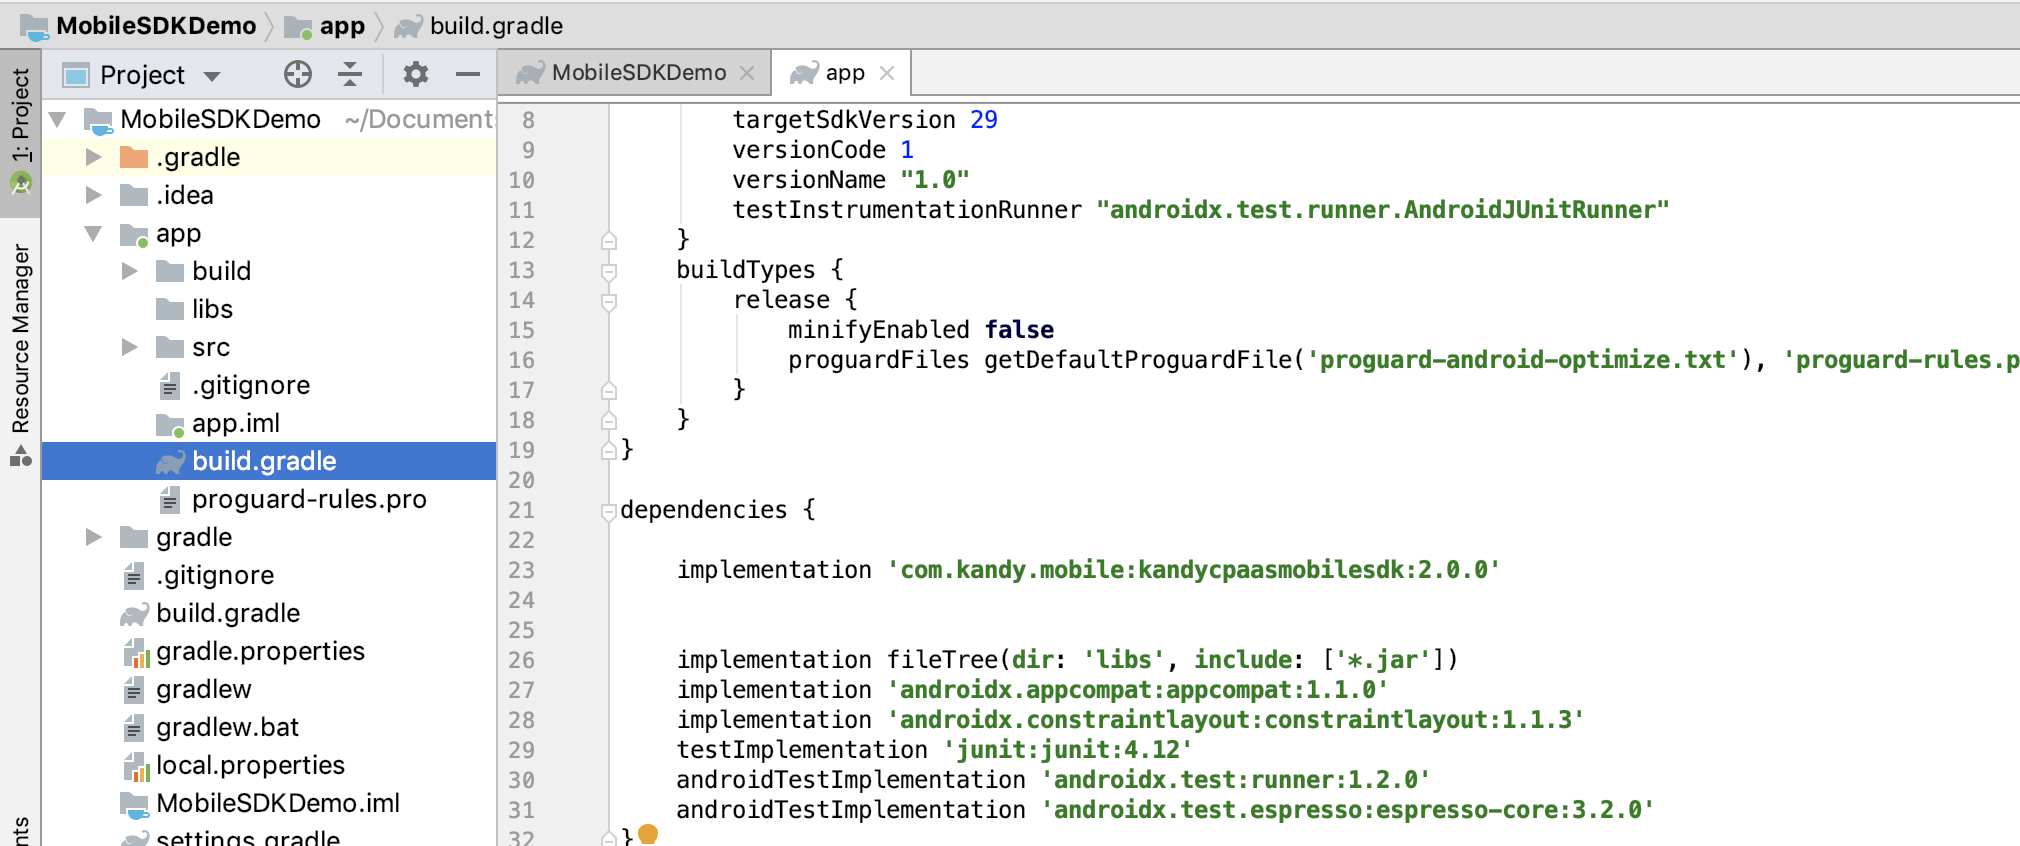 MobileSDKDemo app build.gradle
1: Project
Resource Manager
Project
MobileSDKDemo ~/Document
.gradle
.idea
app
build
libs
src
.gitignore
app.iml
build.gradle
proguard-rules.pro
gradle
.gitignore
build.gradle
gradle.properties
gradlew
gradlew.bat
local.properties
MobileSDKDemo.iml
settings.gradle
MobileSDKDemo app
8 targetSdkVersion 29
9 versionCode 1
10 versionName "1.0"
11 testInstrumentationRunner "androidx.test.runner.AndroidJUnitRunner"
12 }
13 buildTypes {
14 release {
15 minifyEnabled false
16 proguardFiles getDefaultProguardFile('proguard-android-optimize.txt'), 'proguard-rules.p
17 }
18 }
19 }
20
21 dependencies {
22
23 implementation 'com.kandy.mobile:kandycpaasmobilesdk:2.0.0'
24
25
26 implementation fileTree(dir: 'libs', include: ['*.jar'])
27 implementation 'androidx.appcompat:appcompat:1.1.0'
28 implementation 'androidx.constraintlayout:constraintlayout:1.1.3'
29 testImplementation 'junit:junit:4.12'
30 androidTestImplementation 'androidx.test:runner:1.2.0'
31 androidTestImplementation 'androidx.test.espresso:espresso-core:3.2.0'
32 }